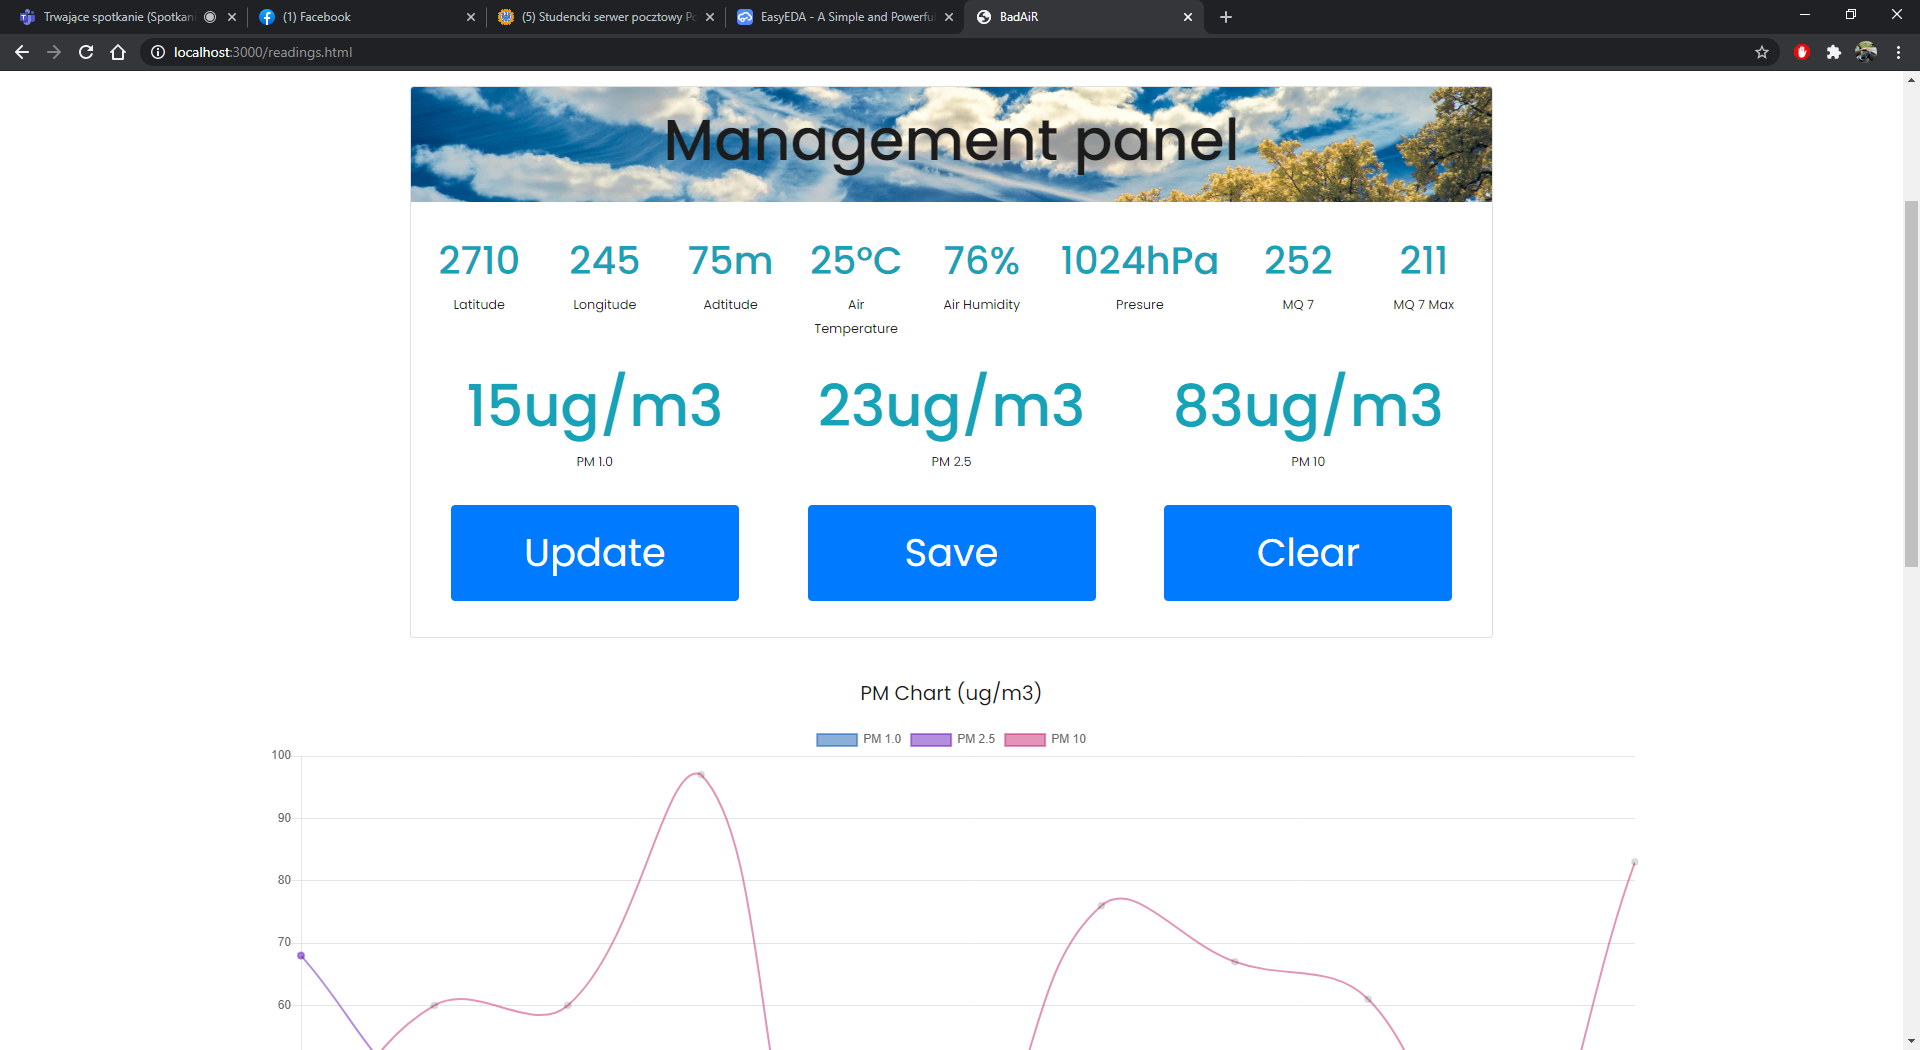 Trwające spotkanie (Spotkan
(1) Facebook
(5) Studencki serwer pocztowy Po
EasyEDA - A Simple and Powerful
BadAiR
localhost:3000/readings.html
Management panel
2710 245 75m 25°C 76% 1024hPa 252 211
Latitude Longitude Adtitude Air Temperature Air Humidity Presure MQ 7 MQ 7 Max
15ug/m3 23ug/m3 83ug/m3
PM 1.0 PM 2.5 PM 10
Update Save Clear
PM Chart (ug/m3)
PM 1.0 PM 2.5 PM 10
100
90
80
70
60